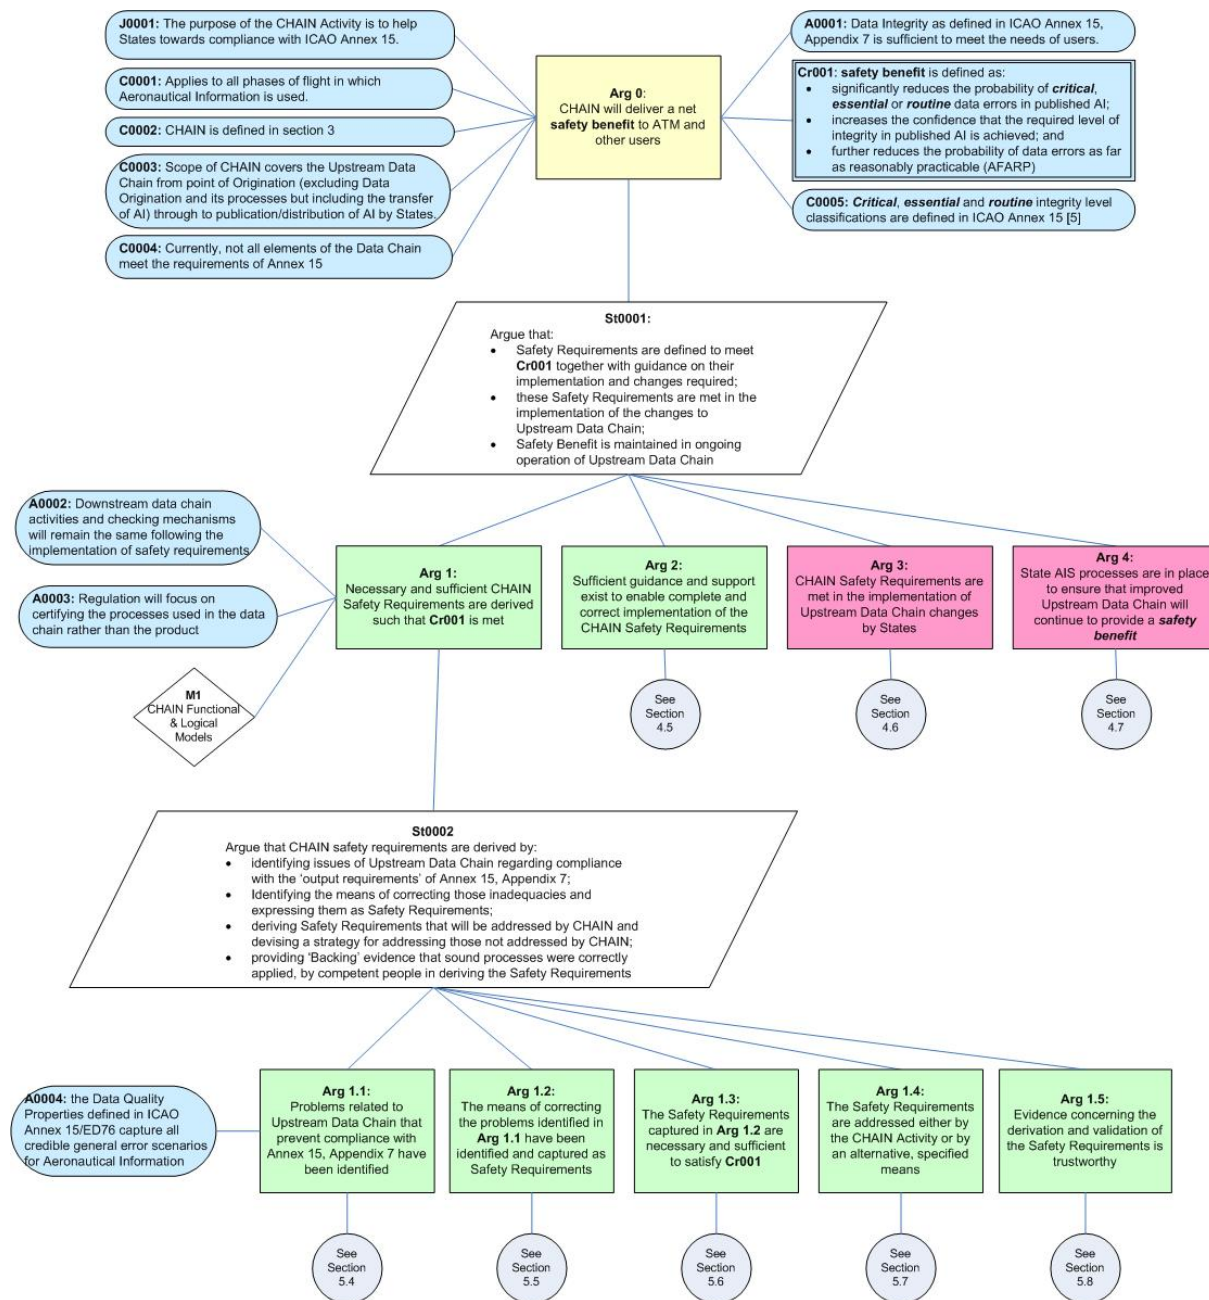 J0001: The purpose of the CHAIN Activity is to help
States towards compliance with ICAO Annex 15.
C0001: Applies to all phases of flight in which
Aeronautical Information is used.
C0002: CHAIN is defined in section 3
C0003: Scope of CHAIN covers the Upstream Data
Chain from point of Origination (excluding Data
Origination and its processes but including the transfer
of AI) through to publication/distribution of AI by States.
C0004: Currently, not all elements of the Data Chain
meet the requirements of Annex 15
Arg 0:
CHAIN will deliver a net
safety benefit to ATM and
other users
A0001: Data Integrity as defined in ICAO Annex 15,
Appendix 7 is sufficient to meet the needs of users.
Cr001: safety benefit is defined as:
• significantly reduces the probability of critical,
essential or routine data errors in published AI;
• increases the confidence that the required level of
integrity in published AI is achieved; and
• further reduces the probability of data errors as far
as reasonably practicable (AFARP)
C0005: Critical, essential and routine integrity level
classifications are defined in ICAO Annex 15 [5]
St0001:
Argue that:
• Safety Requirements are defined to meet
Cr001 together with guidance on their
implementation and changes required;
• these Safety Requirements are met in the
implementation of the changes to
Upstream Data Chain;
• Safety Benefit is maintained in ongoing
operation of Upstream Data Chain
A0002: Downstream data chain
activities and checking mechanisms
will remain the same following the
implementation of safety requirements
A0003: Regulation will focus on
certifying the processes used in the data
chain rather than the product
M1
CHAIN Functional
& Logical
Models
Arg 1:
Necessary and sufficient CHAIN
Safety Requirements are derived
such that Cr001 is met
Arg 2:
Sufficient guidance and support
exist to enable complete and
correct implementation of the
CHAIN Safety Requirements
Arg 3:
CHAIN Safety Requirements are
met in the implementation of
Upstream Data Chain changes
by States
Arg 4:
State AIS processes are in place
to ensure that improved
Upstream Data Chain will
continue to provide a safety
benefit
See
Section
4.5
See
Section
4.6
See
Section
4.7
St0002
Argue that CHAIN safety requirements are derived by:
• identifying issues of Upstream Data Chain regarding compliance
with the ‘output requirements’ of Annex 15, Appendix 7;
• Identifying the means of correcting those inadequacies and
expressing them as Safety Requirements;
• deriving Safety Requirements that will be addressed by CHAIN and
devising a strategy for addressing those not addressed by CHAIN;
• providing ‘Backing’ evidence that sound processes were correctly
applied, by competent people in deriving the Safety Requirements
A0004: the Data Quality
Properties defined in ICAO
Annex 15/ED76 capture all
credible general error scenarios
for Aeronautical Information
Arg 1.1:
Problems related to
Upstream Data Chain that
prevent compliance with
Annex 15, Appendix 7 have
been identified
Arg 1.2:
The means of correcting
the problems identified in
Arg 1.1 have been
identified and captured as
Safety Requirements
Arg 1.3:
The Safety Requirements
captured in Arg 1.2 are
necessary and sufficient
to satisfy Cr001
Arg 1.4:
The Safety Requirements
are addressed either by
the CHAIN Activity or by
an alternative, specified
means
Arg 1.5:
Evidence concerning the
derivation and validation of
the Safety Requirements is
trustworthy
See
Section
5.4
See
Section
5.5
See
Section
5.6
See
Section
5.7
See
Section
5.8